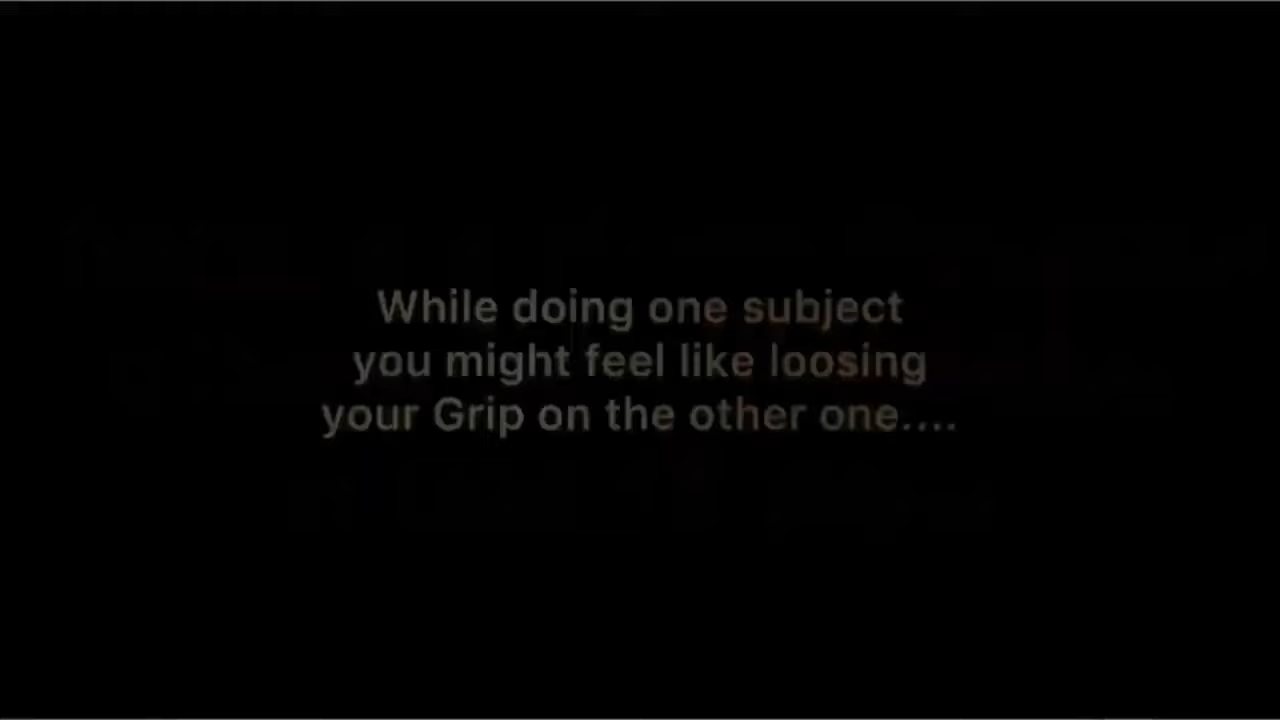 While doing one subject
you might feel like loosing
your Grip on the other one....